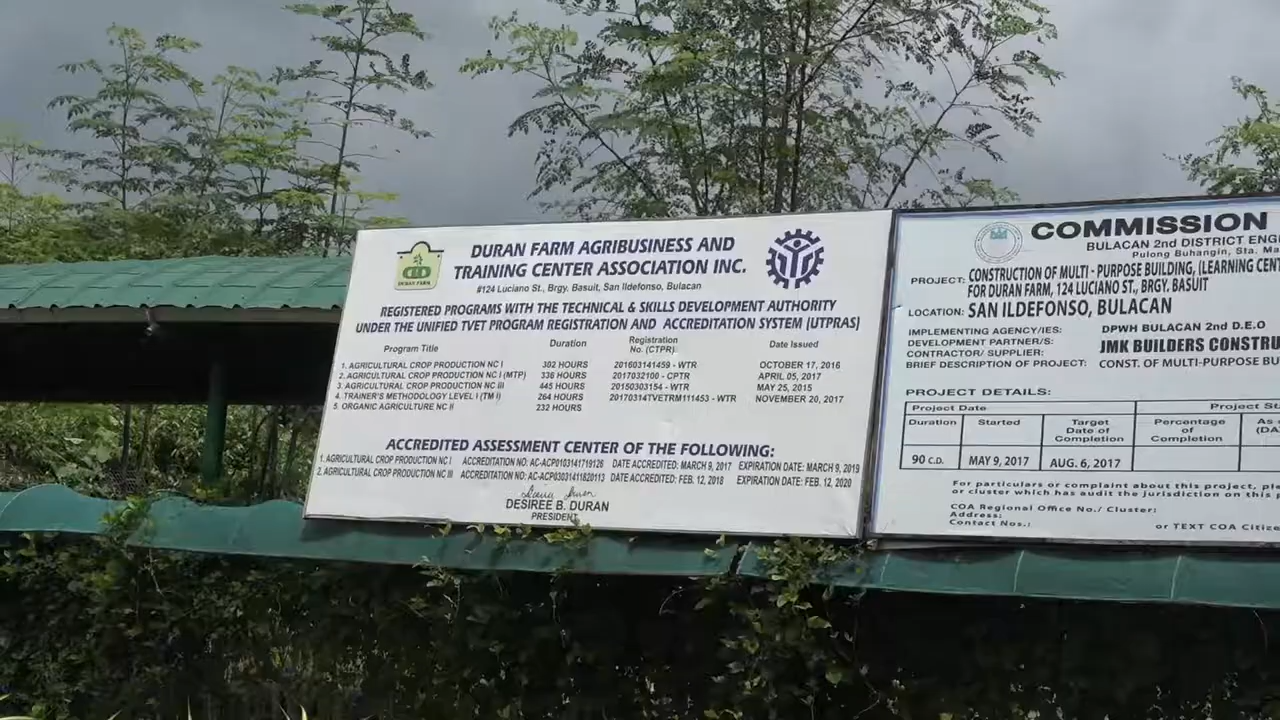 DURAN FARM
DURAN FARM AGRIBUSINESS AND
TRAINING CENTER ASSOCIATION INC.
#124 Luciano St., Brgy. Basuit, San Ildefonso, Bulacan
REGISTERED PROGRAMS WITH THE TECHNICAL & SKILLS DEVELOPMENT AUTHORITY
UNDER THE UNIFIED TVET PROGRAM REGISTRATION AND ACCREDITATION SYSTEM (UTPRAS)
Program Title Duration Registration No. (CTPR) Date Issued
1. AGRICULTURAL CROP PRODUCTION NC I 302 HOURS 201603141459 - WTR OCTOBER 17, 2016
2. AGRICULTURAL CROP PRODUCTION NC I (MTP) 336 HOURS 2017032100 - CPTR APRIL 05, 2017
3. AGRICULTURAL CROP PRODUCTION NC III 445 HOURS 20150303154 - WTR MAY 25, 2015
4. TRAINER'S METHODOLOGY LEVEL I (TM I) 264 HOURS 20170314TVETRM111453 - WTR NOVEMBER 20, 2017
5. ORGANIC AGRICULTURE NC II 232 HOURS
ACCREDITED ASSESSMENT CENTER OF THE FOLLOWING:
1. AGRICULTURAL CROP PRODUCTION NC I ACCREDITATION NO: AC-ACP0103141719126 DATE ACCREDITED: MARCH 9, 2017 EXPIRATION DATE: MARCH 9, 2019
2. AGRICULTURAL CROP PRODUCTION NC III ACCREDITATION NO: AC-ACP0303141820113 DATE ACCREDITED: FEB. 12, 2018 EXPIRATION DATE: FEB. 12, 2020
DESIREE B. DURAN
PRESIDENT
COMMISSION
BULACAN 2nd DISTRICT ENG
Pulong Buhangin, Sta. Ma
PROJECT: CONSTRUCTION OF MULTI - PURPOSE BUILDING, (LEARNING CENT
FOR DURAN FARM, 124 LUCIANO ST., BRGY. BASUIT
LOCATION: SAN ILDEFONSO, BULACAN
IMPLEMENTING AGENCY/IES: DPWH BULACAN 2nd D.E.O
DEVELOPMENT PARTNER/S:
CONTRACTOR/ SUPPLIER: JMK BUILDERS CONSTRU
BRIEF DESCRIPTION OF PROJECT: CONST. OF MULTI-PURPOSE BU
PROJECT DETAILS:
Project Date Project St
Duration Started Target Date of Completion Percentage of Completion As (DA
90 C.D. MAY 9, 2017 AUG. 6, 2017
For particulars or complaint about this project, ple
or cluster which has audit the jurisdiction on this
COA Regional Office No./ Cluster:
Address:
Contact Nos.: or TEXT COA Citize